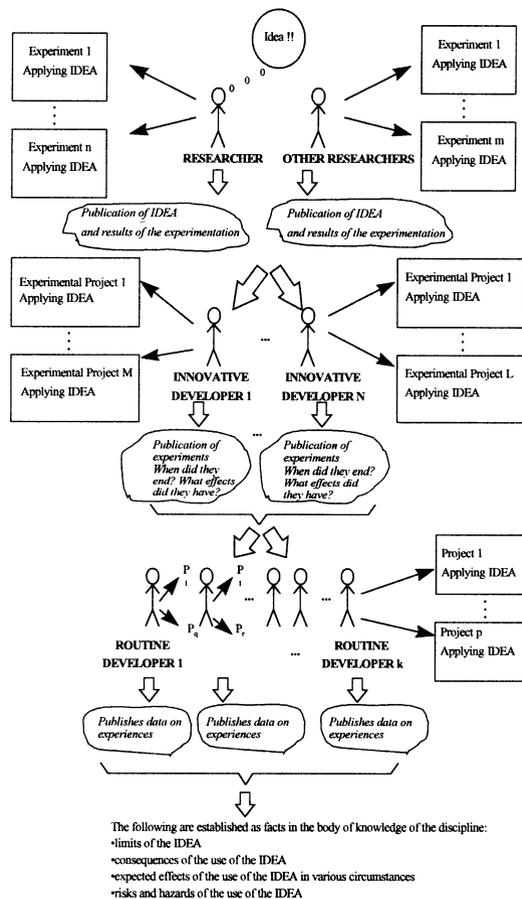 Idea !!
Experiment 1
Applying IDEA
Experiment n
Applying IDEA
Experiment 1
Applying IDEA
Experiment m
Applying IDEA
RESEARCHER
OTHER RESEARCHERS
Publication of IDEA
and results of the experimentation
Publication of IDEA
and results of the experimentation
Experimental Project 1
Applying IDEA
Experimental Project M
Applying IDEA
Experimental Project 1
Applying IDEA
Experimental Project L
Applying IDEA
...
INNOVATIVE
DEVELOPER 1
INNOVATIVE
DEVELOPER N
...
Publication of
experiments
When did they
end? What effects
did they have?
Publication of
experiments
When did they end?
What effects did
they have?
P1
Pq
P1
Pr
...
...
Project 1
Applying IDEA
Project p
Applying IDEA
ROUTINE
DEVELOPER 1
...
ROUTINE
DEVELOPER k
Publishes data on
experiences
Publishes data on
experiences
Publishes data on
experiences
The following are established as facts in the body of knowledge of the discipline:
•limits of the IDEA
•consequences of the use of the IDEA
•expected effects of the use of the IDEA in various circumstances
•risks and hazards of the use of the IDEA